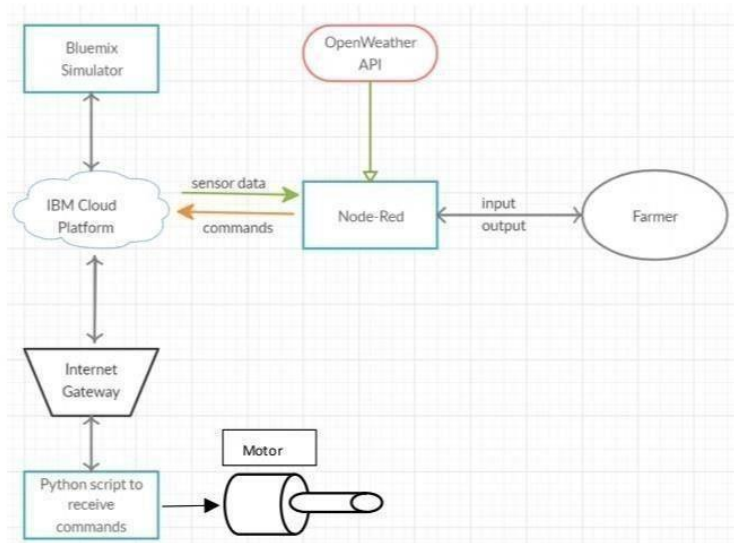 Bluemix
Simulator
OpenWeather
API
IBM Cloud
Platform
sensor data
commands
Node-Red
input
output
Farmer
Internet
Gateway
Python script to
receive
commands
Motor